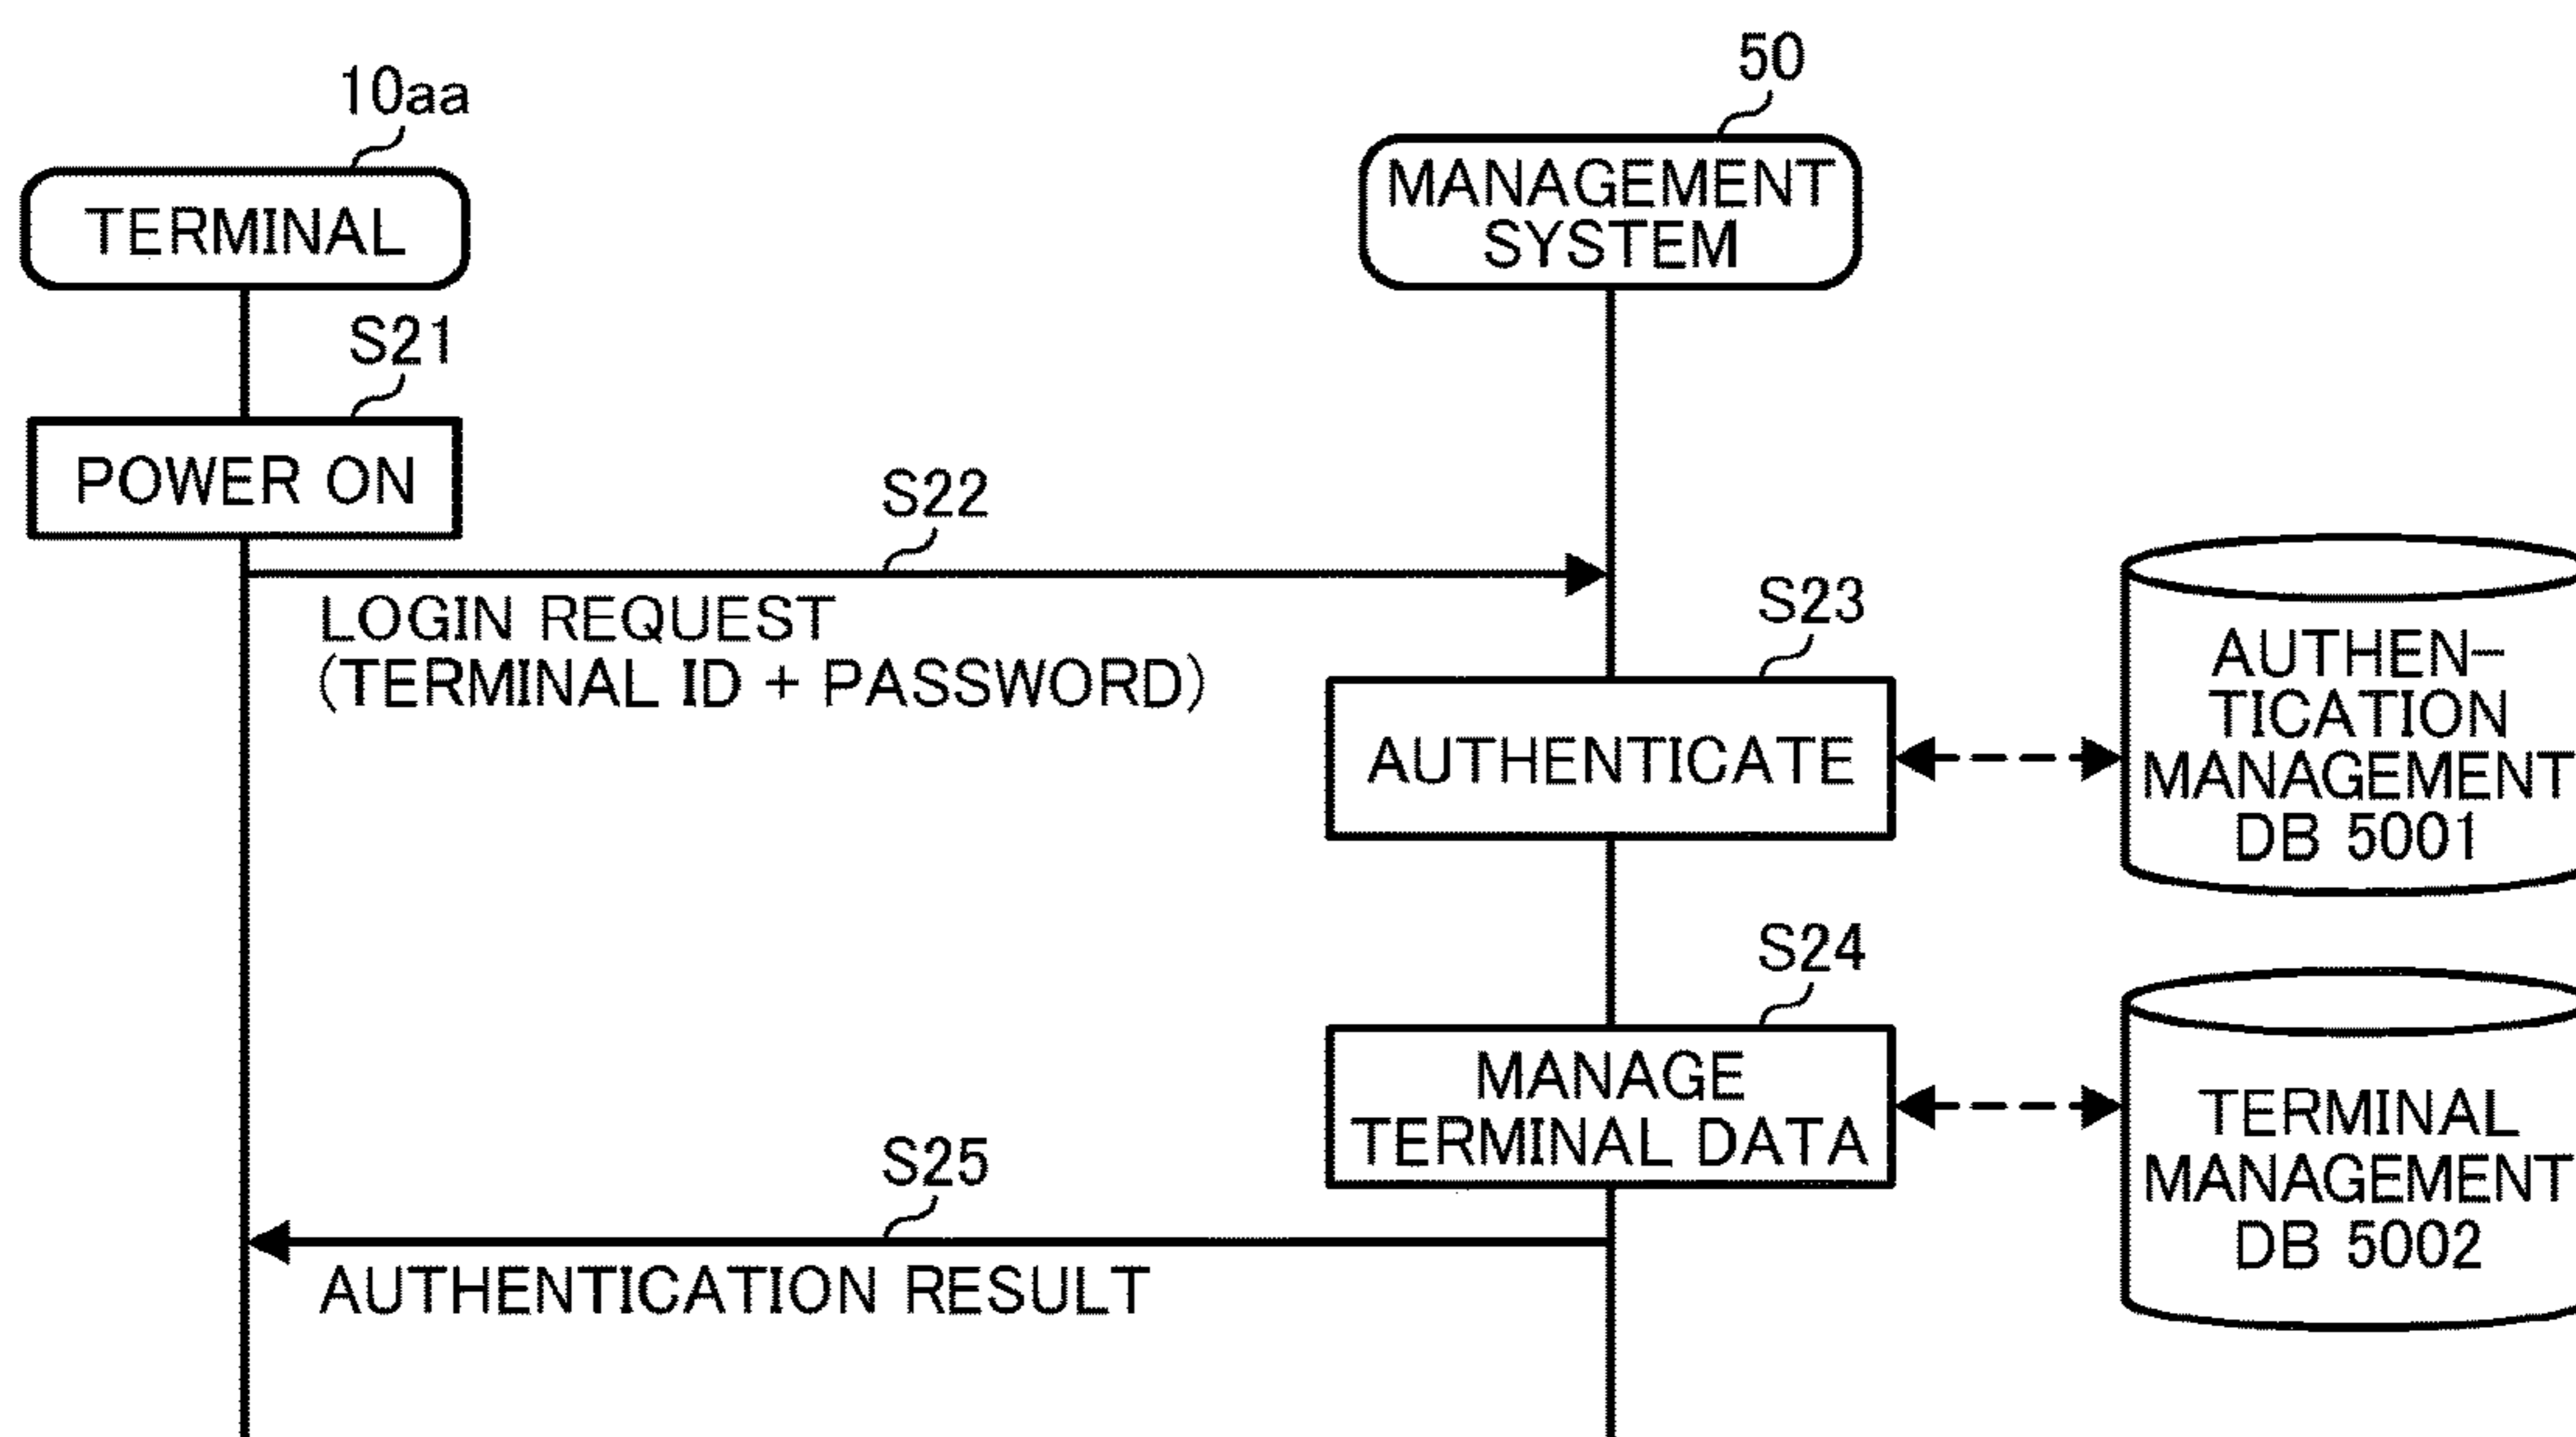 10aa
50
TERMINAL
MANAGEMENT
SYSTEM
S21
POWER ON
S22
LOGIN REQUEST
(TERMINAL ID + PASSWORD)
S23
AUTHENTICATE
AUTHEN-
TICATION
MANAGEMENT
DB 5001
S24
MANAGE
TERMINAL DATA
TERMINAL
MANAGEMENT
DB 5002
S25
AUTHENTICATION RESULT